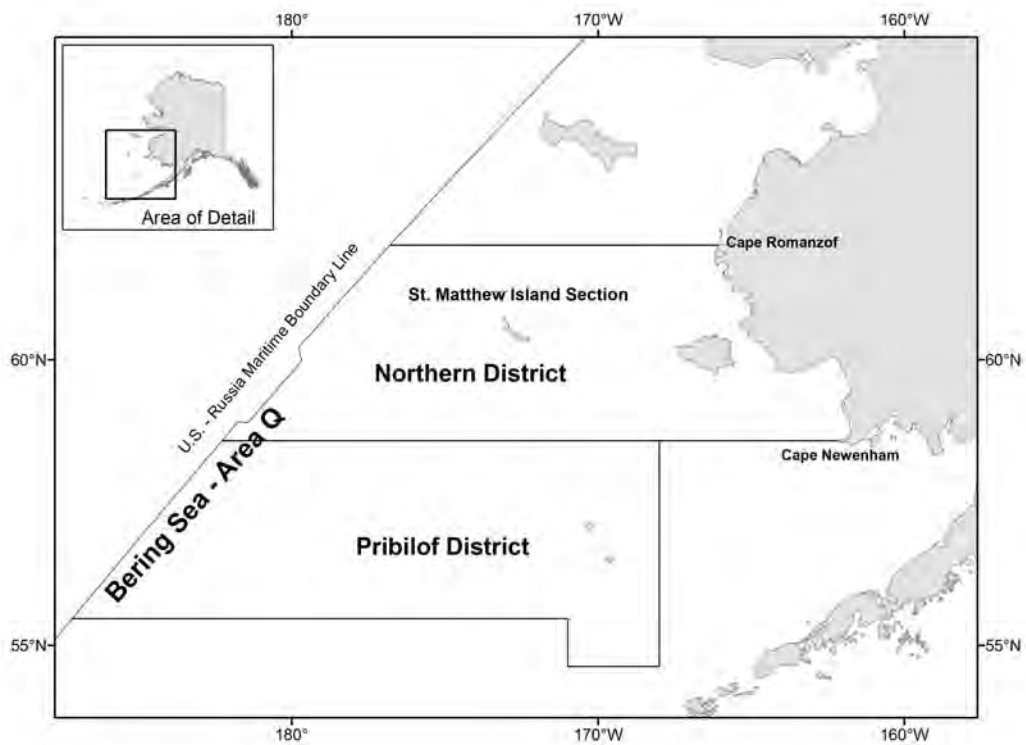 180°
170°W
160°W
Area of Detail
Cape Romanzof
U.S. - Russia Maritime Boundary Line
St. Matthew Island Section
60°N
60°N
Northern District
Bering Sea - Area Q
Cape Newenham
Pribilof District
55°N
55°N
180°
170°W
160°W